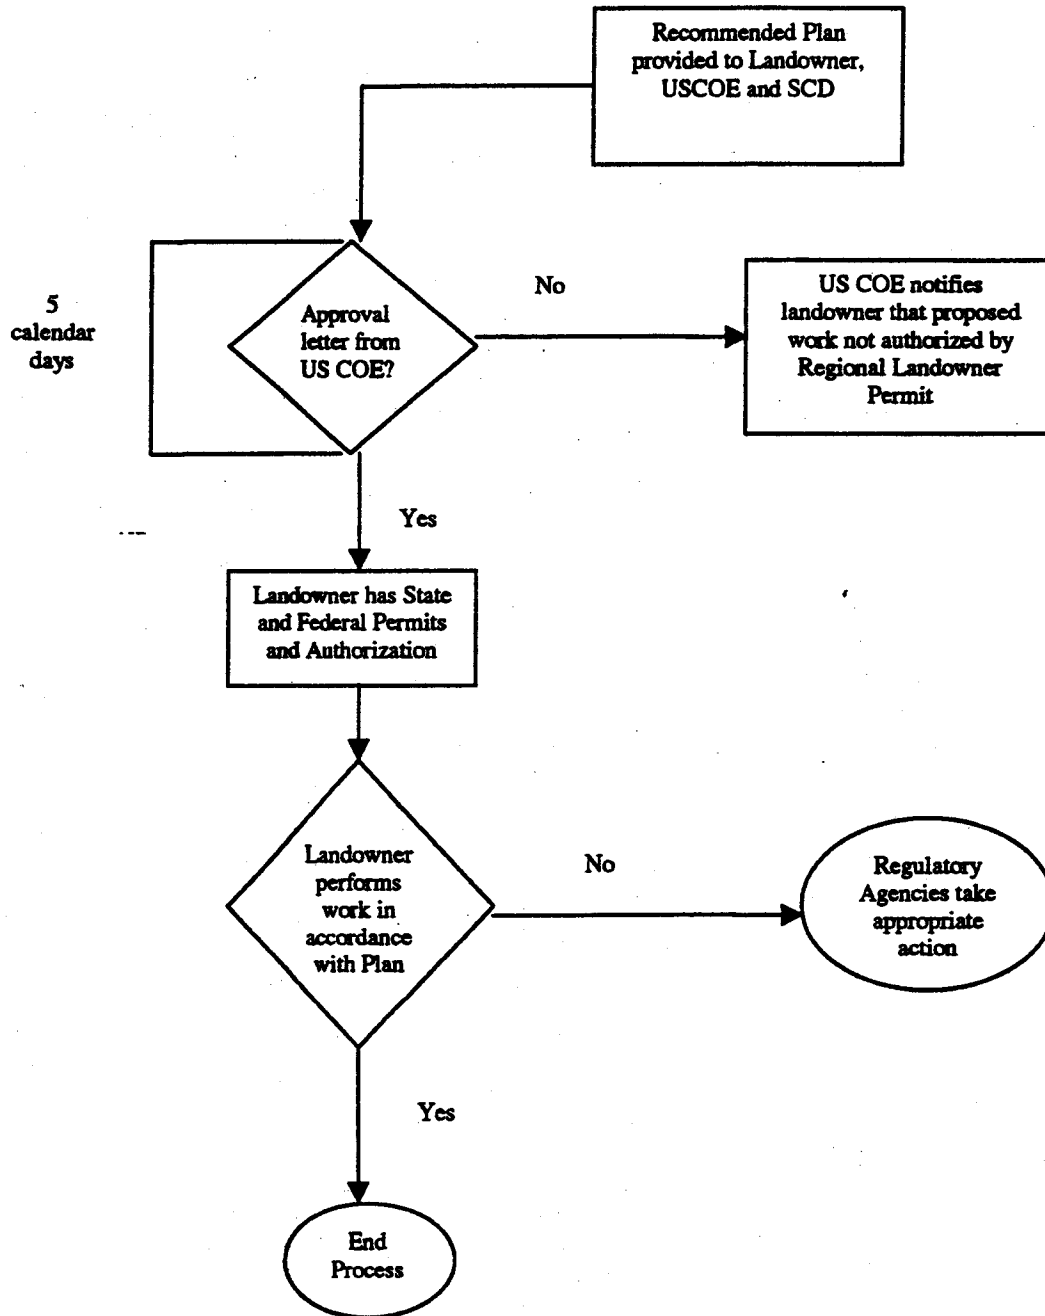 Recommended Plan
provided to Landowner,
USCOE and SCD
5
calendar
days
Approval
letter from
US COE?
No
US COE notifies
landowner that proposed
work not authorized by
Regional Landowner
Permit
Yes
Landowner has State
and Federal Permits
and Authorization
Landowner
performs
work in
accordance
with Plan
No
Regulatory
Agencies take
appropriate
action
Yes
End
Process